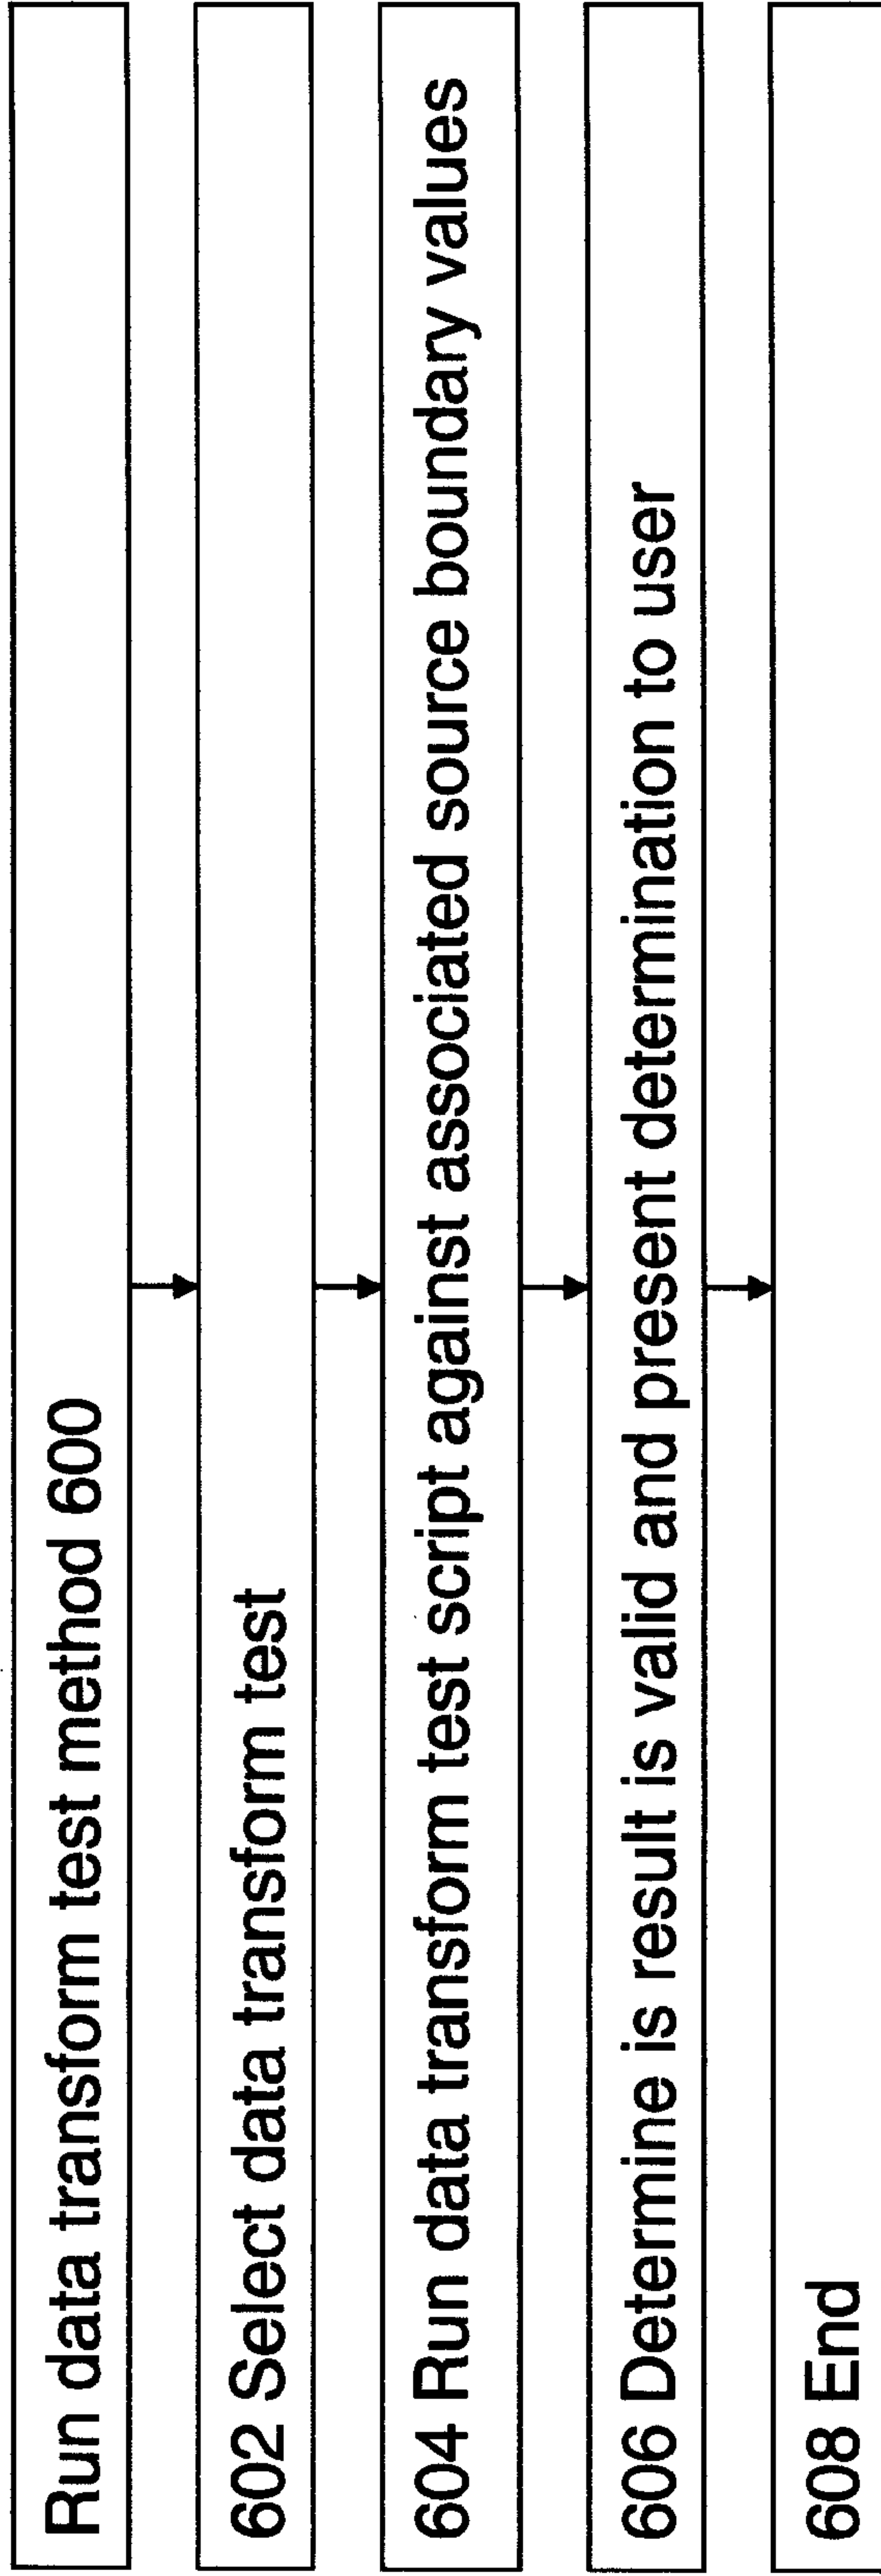 Run data transform test method 600
602 Select data transform test
604 Run data transform test script against associated source boundary values
606 Determine is result is valid and present determination to user
608 End